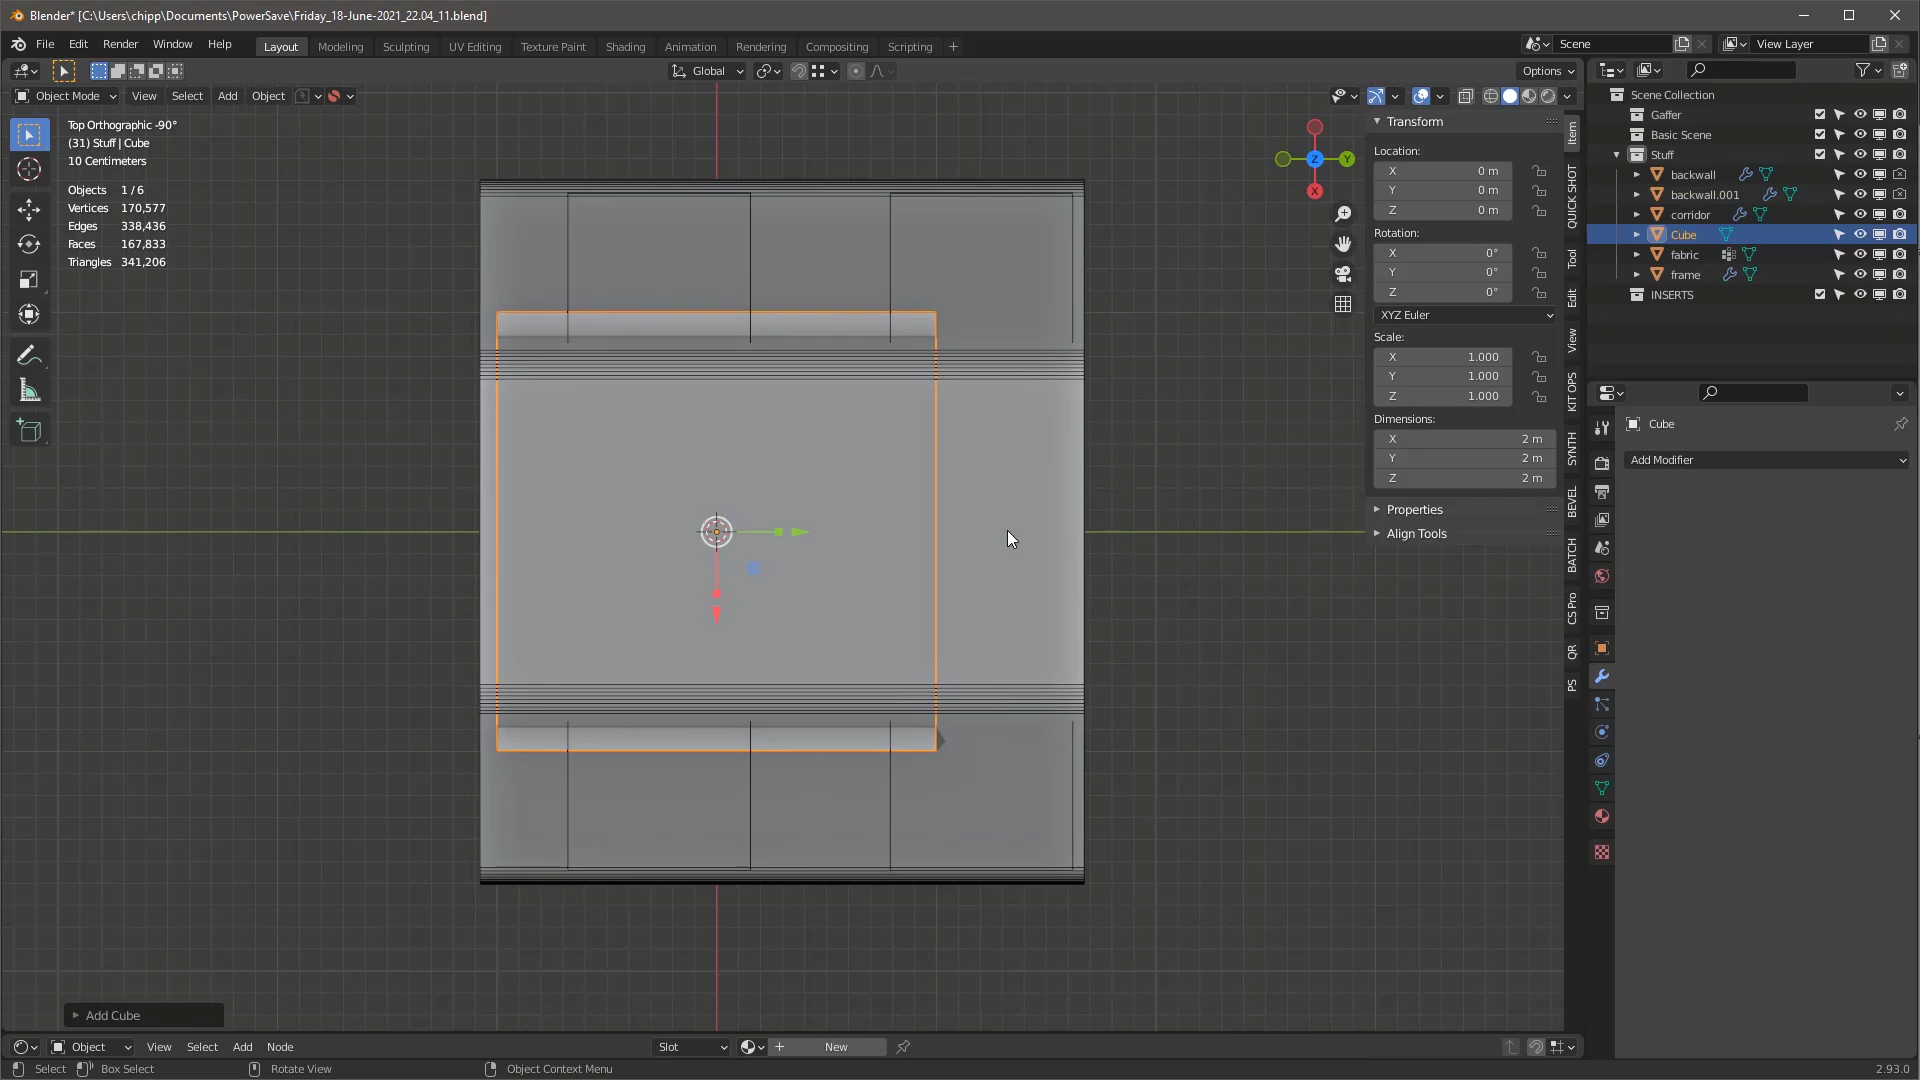 Blender* [C:\Users\chipp\Documents\PowerSave\Friday_18-June-2021_22.04_11.blend]
File Edit Render Window Help Layout Modeling Sculpting UV Editing Texture Paint Shading Animation Rendering Compositing Scripting + Scene View Layer
Global Options
Object Mode View Select Add Object
Top Orthographic -90°
(31) Stuff | Cube
10 Centimeters
Objects 1 / 6
Vertices 170,577
Edges 338,436
Faces 167,833
Triangles 341,206
Z Y X
Transform
Location:
X 0 m
Y 0 m
Z 0 m
Rotation:
X 0°
Y 0°
Z 0°
XYZ Euler
Scale:
X 1.000
Y 1.000
Z 1.000
Dimensions:
X 2 m
Y 2 m
Z 2 m
Properties
Align Tools
Item
QUICK SHOT
Tool
Edit
View
KIT OPS
SYNTH
BEVEL
BATCH
CS Pro
QR
PS
Scene Collection
Gaffer
Basic Scene
Stuff
backwall
backwall.001
corridor
Cube
fabric
frame
INSERTS
Cube
Add Modifier
Add Cube
Object View Select Add Node Slot + New
Select Box Select Rotate View Object Context Menu 2.93.0